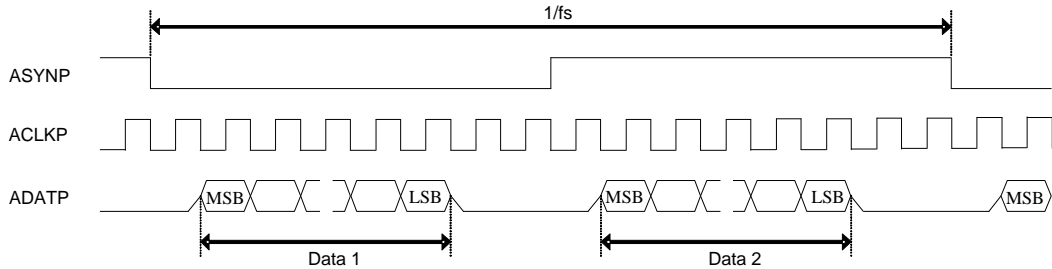 1/fs
ASYNP
ACLKP
ADATP MSB LSB MSB LSB MSB
Data 1 Data 2